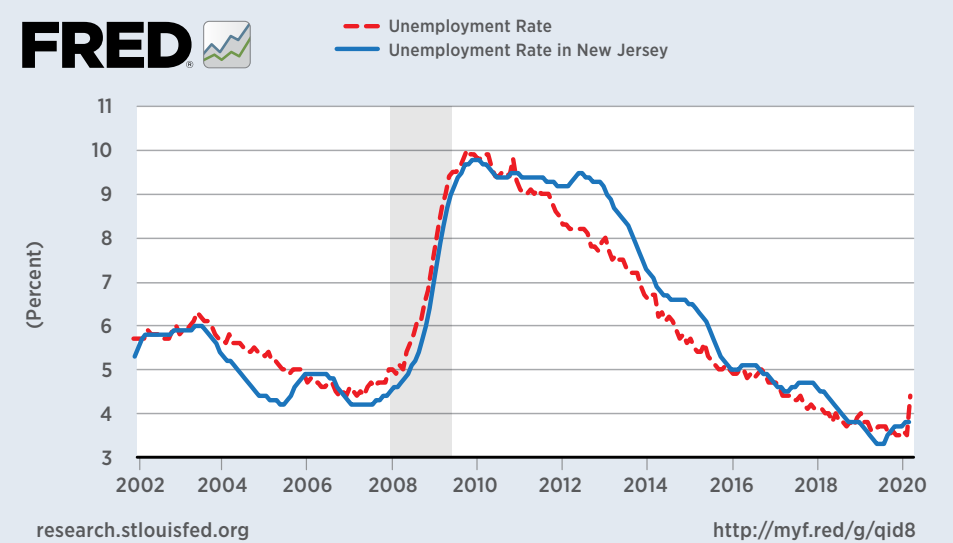 FRED®
Unemployment Rate
Unemployment Rate in New Jersey
(Percent)
11
10
9
8
7
6
5
4
3
2002 2004 2006 2008 2010 2012 2014 2016 2018 2020
research.stlouisfed.org
http://myf.red/g/qid8